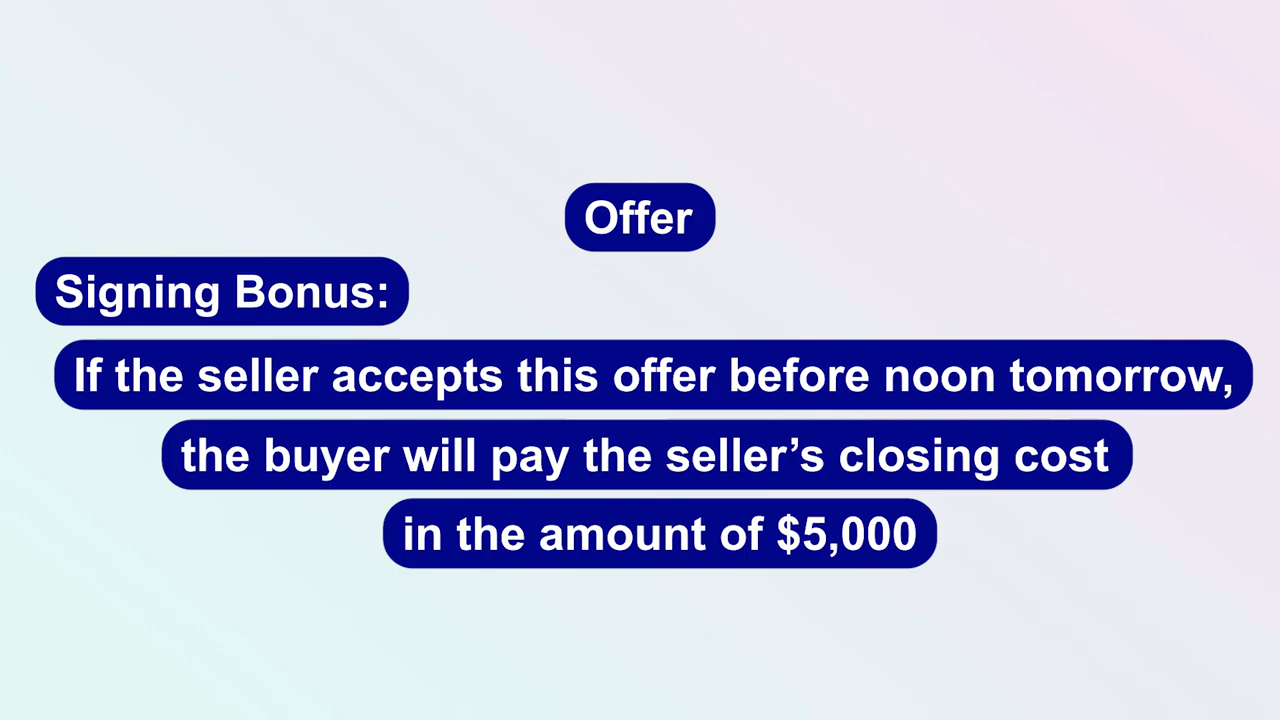 Offer
Signing Bonus:
If the seller accepts this offer before noon tomorrow,
the buyer will pay the seller’s closing cost
in the amount of $5,000